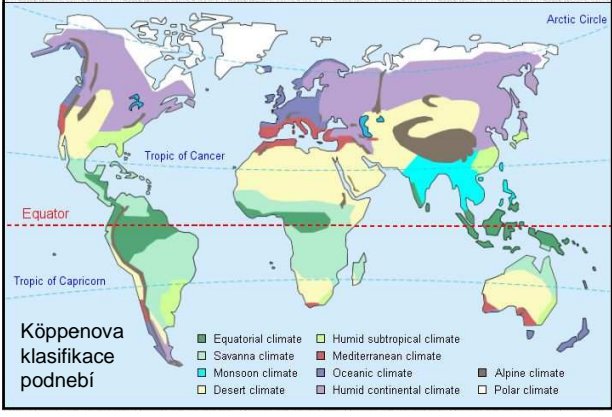 Arctic Circle
Tropic of Cancer
Equator
Tropic of Capricorn
Köppenova
klasifikace
podnebí
Equatorial climate
Savanna climate
Monsoon climate
Desert climate
Humid subtropical climate
Mediterranean climate
Oceanic climate
Humid continental climate
Alpine climate
Polar climate